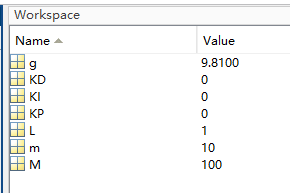 Workspace
Name Value
g 9.8100
KD 0
KI 0
KP 0
L 1
m 10
M 100